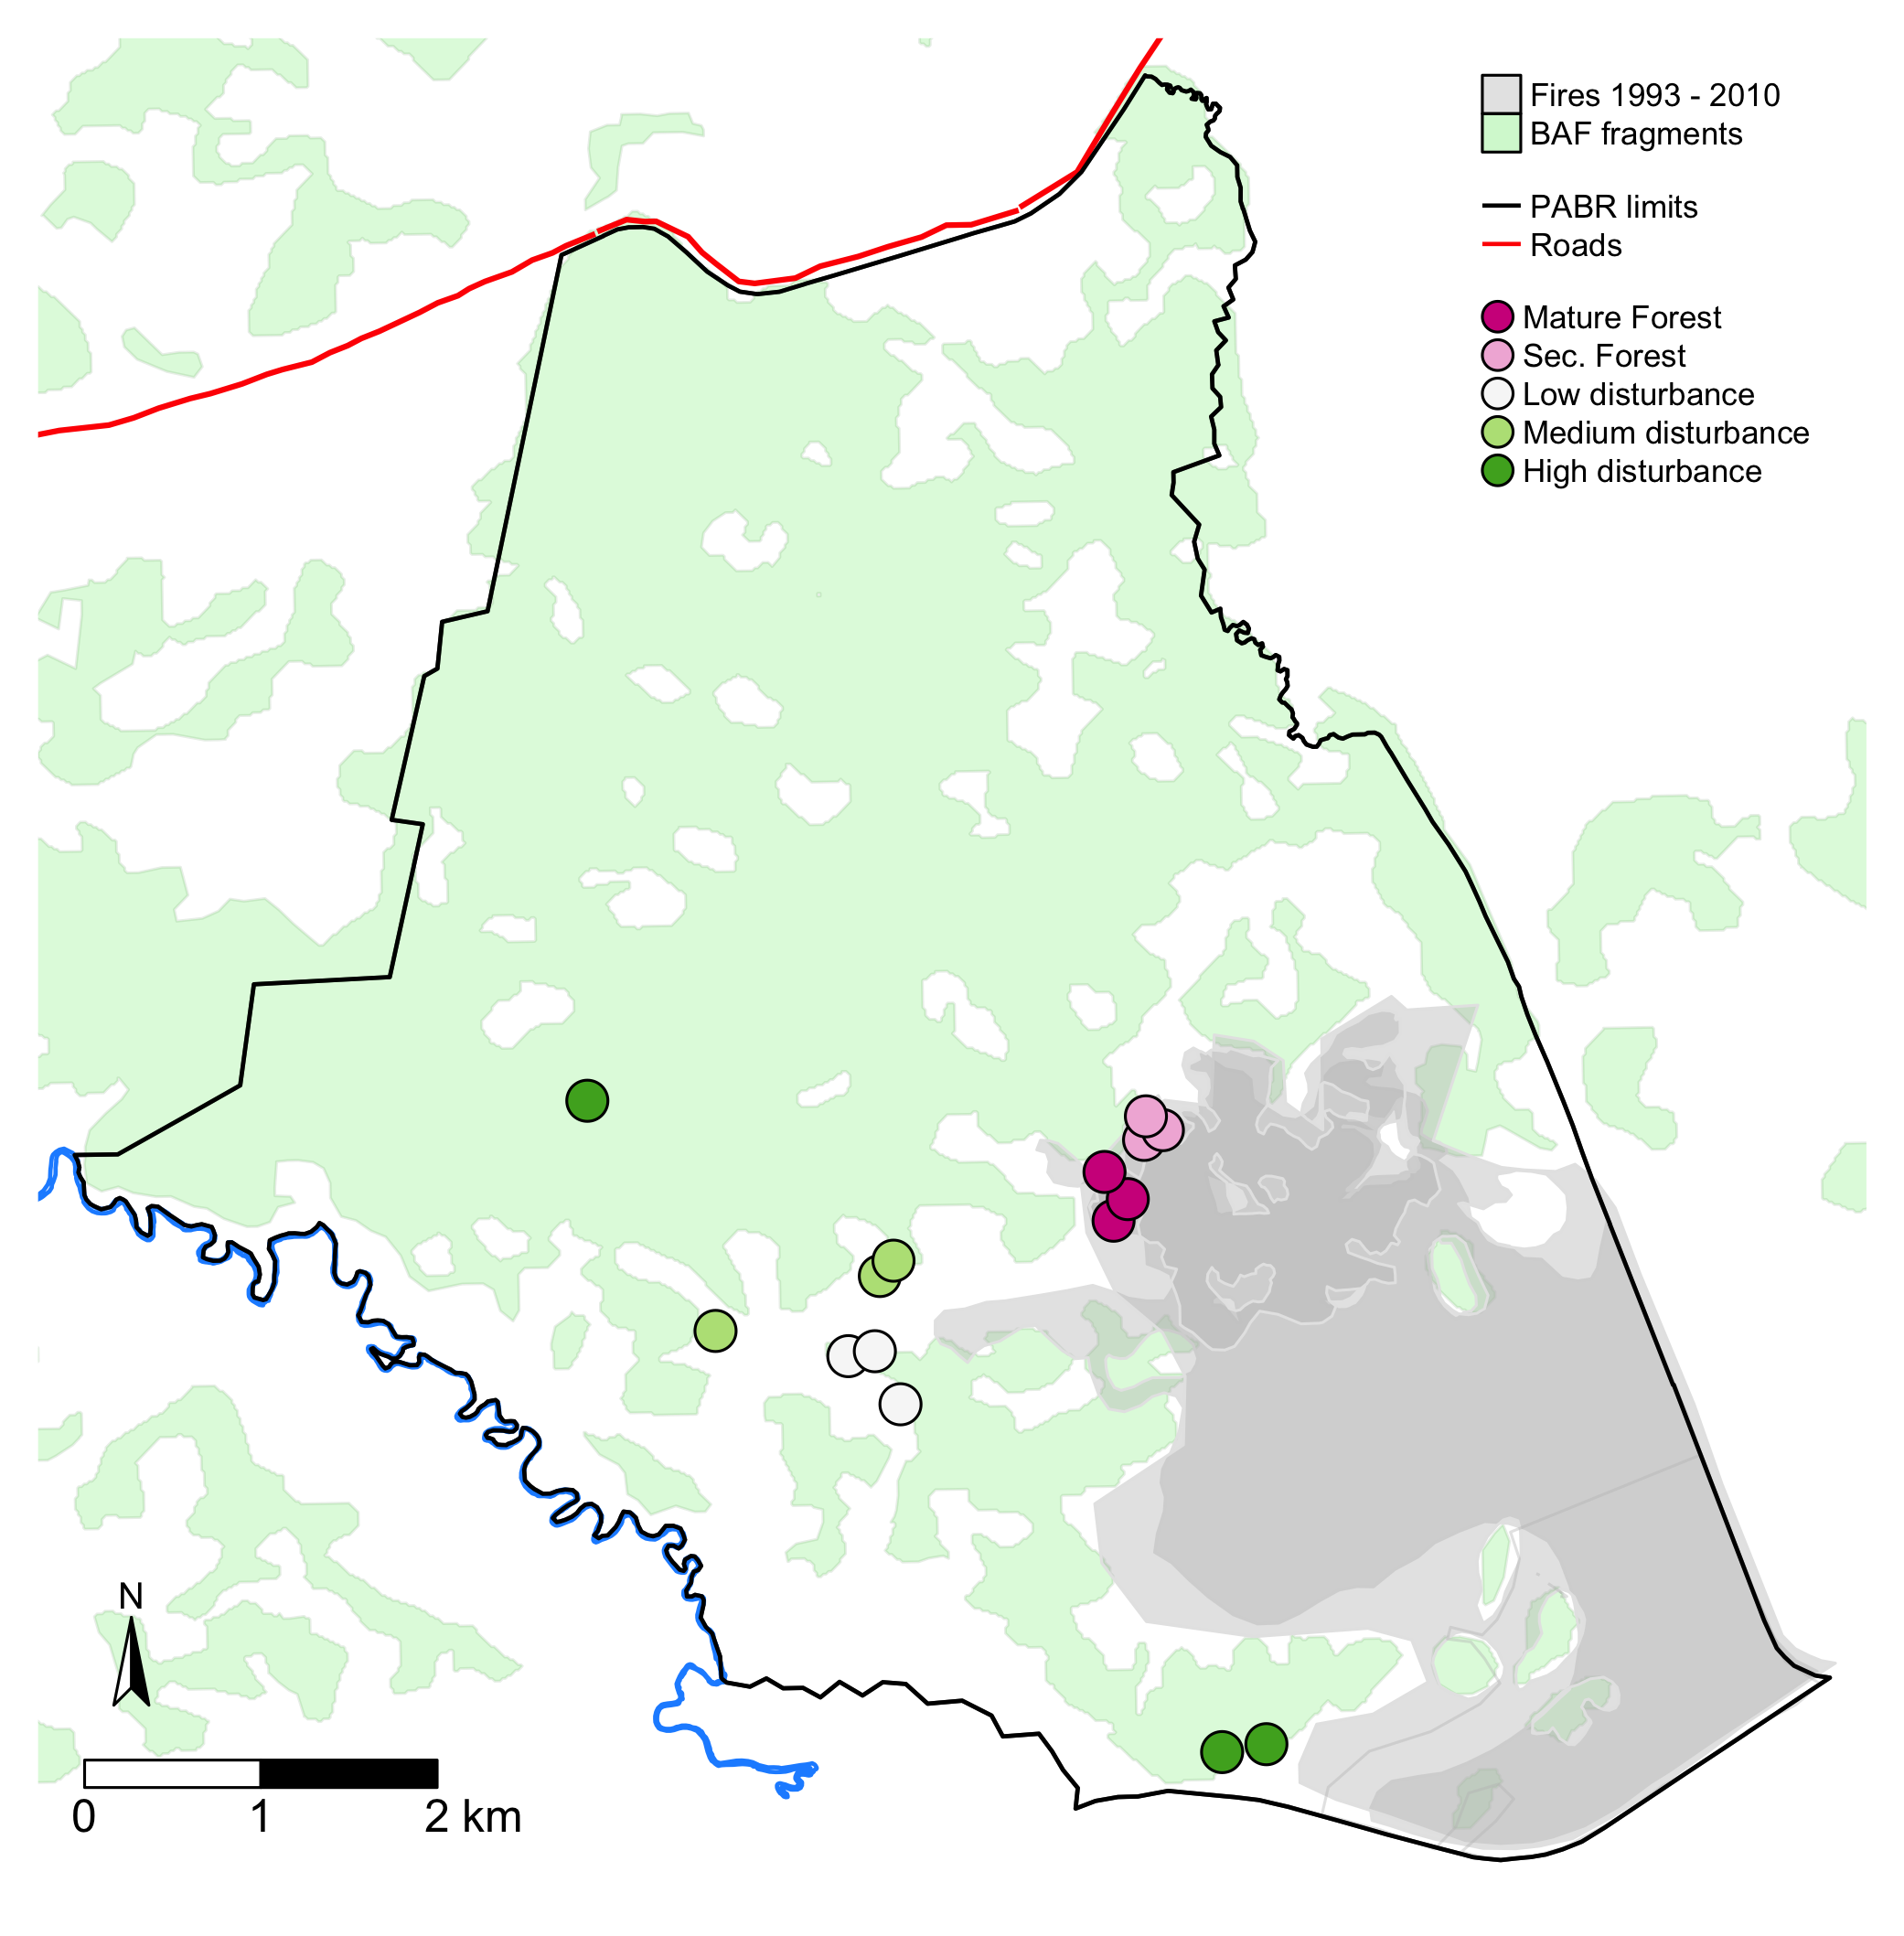 Fires 1993 - 2010
BAF fragments
PABR limits
Roads
Mature Forest
Sec. Forest
Low disturbance
Medium disturbance
High disturbance
N
0 1 2 km